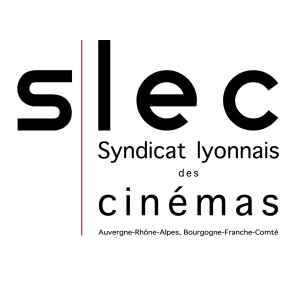 slec
Syndicat lyonnais
des
cinémas
Auvergne-Rhône-Alpes, Bourgogne-Franche-Comté